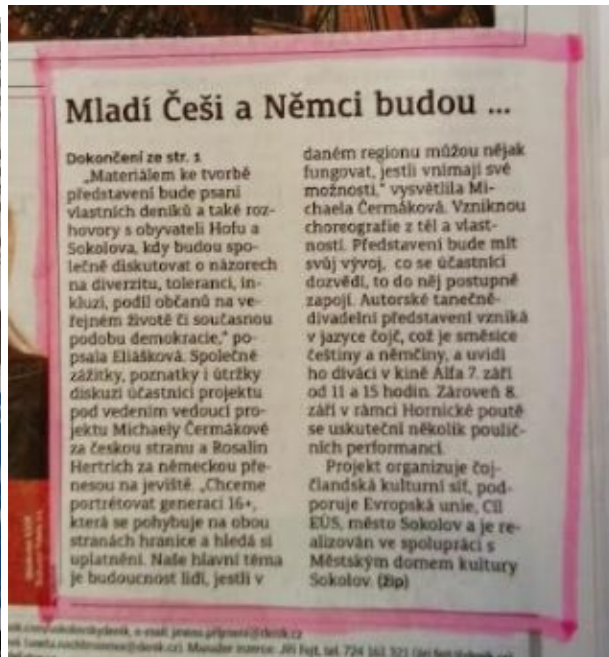 Mladí Češi a Němci budou ...
Dokončení ze str. 1
„Materiálem ke tvorbě
představení bude psaní
vlastních deníků a také roz-
hovory s obyvateli Hofu a
Sokolova, kdy budou spo-
lečně diskutovat o názorech
na diverzitu, toleranci, in-
kluzi, podíl občanů na ve-
řejném životě či současnou
podobu demokracie,“ po-
psala Eliášková. Společné
zážitky, poznatky i útržky
diskuzí účastníci projektu
pod vedením vedoucí pro-
jektu Michaely Čermákové
za českou stranu a Rosalin
Hertrich za německou pře-
nesou na jeviště. „Chceme
portrétovat generaci 16+,
která se pohybuje na obou
stranách hranice a hledá si
uplatnění. Naše hlavní téma
je budoucnost lidí, jestli v
daném regionu můžou nějak
fungovat, jestli vnímají své
možnosti,“ vysvětlila Mi-
chaela Čermáková. Vzniknou
choreografie z těl a vlast-
ností. Představení bude mít
svůj vývoj, co se účastníci
dozvědí, to do něj postupně
zapojí. Autorské tanečně-
divadelní představení vzniká
v jazyce čojč, což je směsice
češtiny a němčiny, a uvidí
ho diváci v kině Alfa 7. září
od 11 a 15 hodin. Zároveň 8.
září v rámci Hornické poutě
se uskuteční několik poulič-
ních performancí.
Projekt organizuje čoj-
člandská kulturní síť, pod-
poruje Evropská unie, Cíl
EÚS, město Sokolov a je re-
alizován ve spolupráci s
Městským domem kultury
Sokolov. (žip)